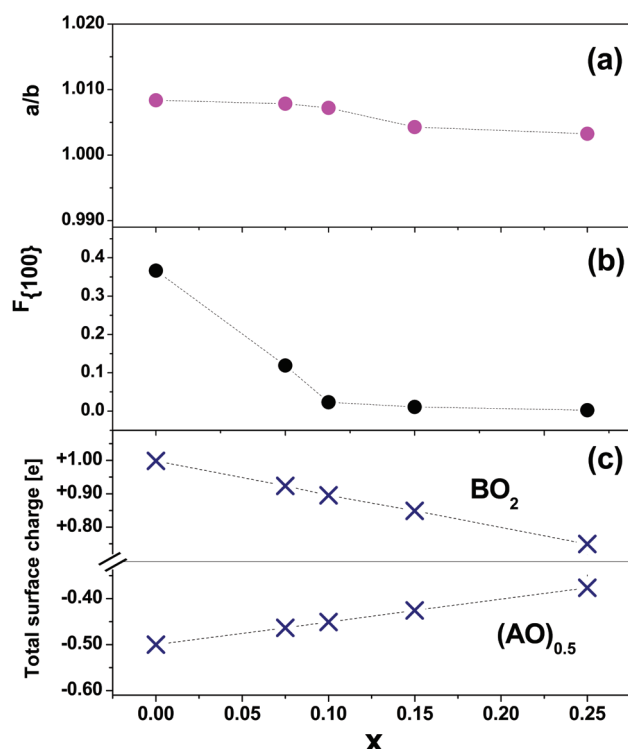 1.020
(a)
1.010
a/b
1.000
0.990
(b)
0.4
0.3
F{100}
0.2
0.1
0.0
(c)
+1.00
+0.90
BO2
+0.80
Total surface charge [e]
-0.40
-0.50
(AO)0.5
-0.60
0.00 0.05 0.10 0.15 0.20 0.25
x